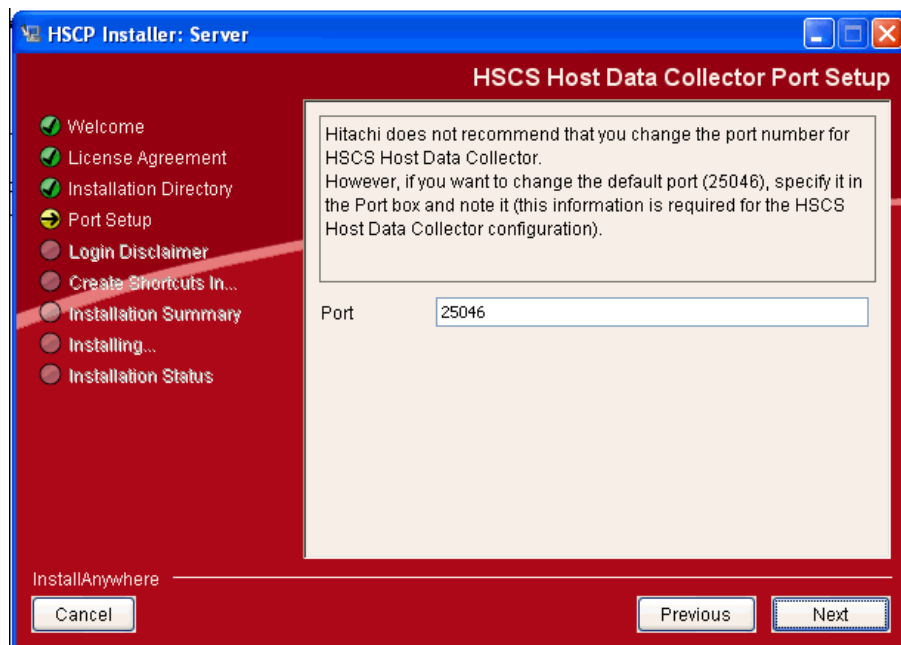 HSCP Installer: Server
HSCS Host Data Collector Port Setup
Welcome
License Agreement
Installation Directory
Port Setup
Login Disclaimer
Create Shortcuts In...
Installation Summary
Installing...
Installation Status
Hitachi does not recommend that you change the port number for
HSCS Host Data Collector.
However, if you want to change the default port (25046), specify it in
the Port box and note it (this information is required for the HSCS
Host Data Collector configuration).
Port
25046
InstallAnywhere
Cancel
Previous
Next